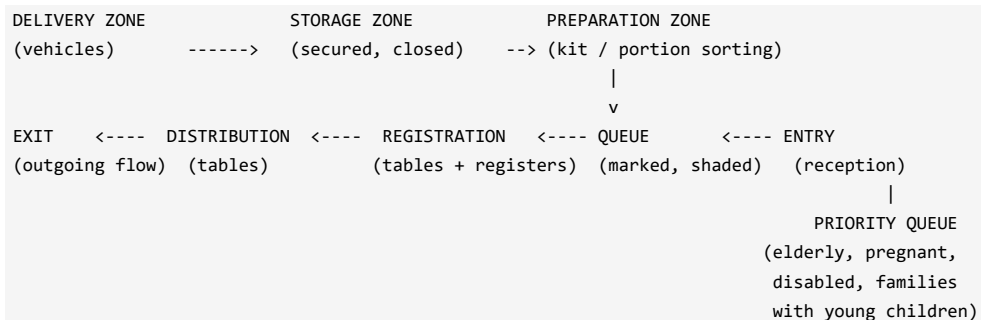 DELIVERY ZONE STORAGE ZONE PREPARATION ZONE
(vehicles) ------> (secured, closed) --> (kit / portion sorting)
|
v
EXIT <---- DISTRIBUTION <---- REGISTRATION <---- QUEUE <---- ENTRY
(outgoing flow) (tables) (tables + registers) (marked, shaded) (reception)
|
PRIORITY QUEUE
(elderly, pregnant,
disabled, families
with young children)